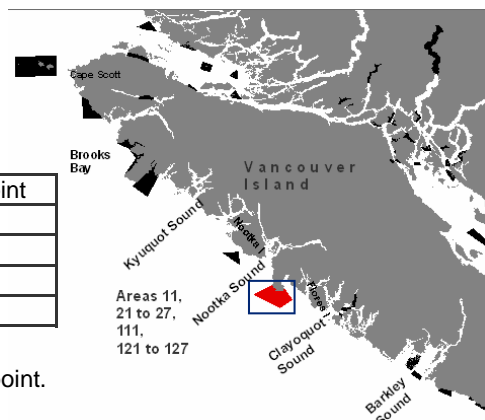 Cape Scott
Brooks
Bay
int
Vancouver
Island
Kyuquot Sound
Nootka I
Nootka Sound
Flores I
Areas 11,
21 to 27,
111,
121 to 127
Clayoquot
Sound
oint.
Barkley
Sound